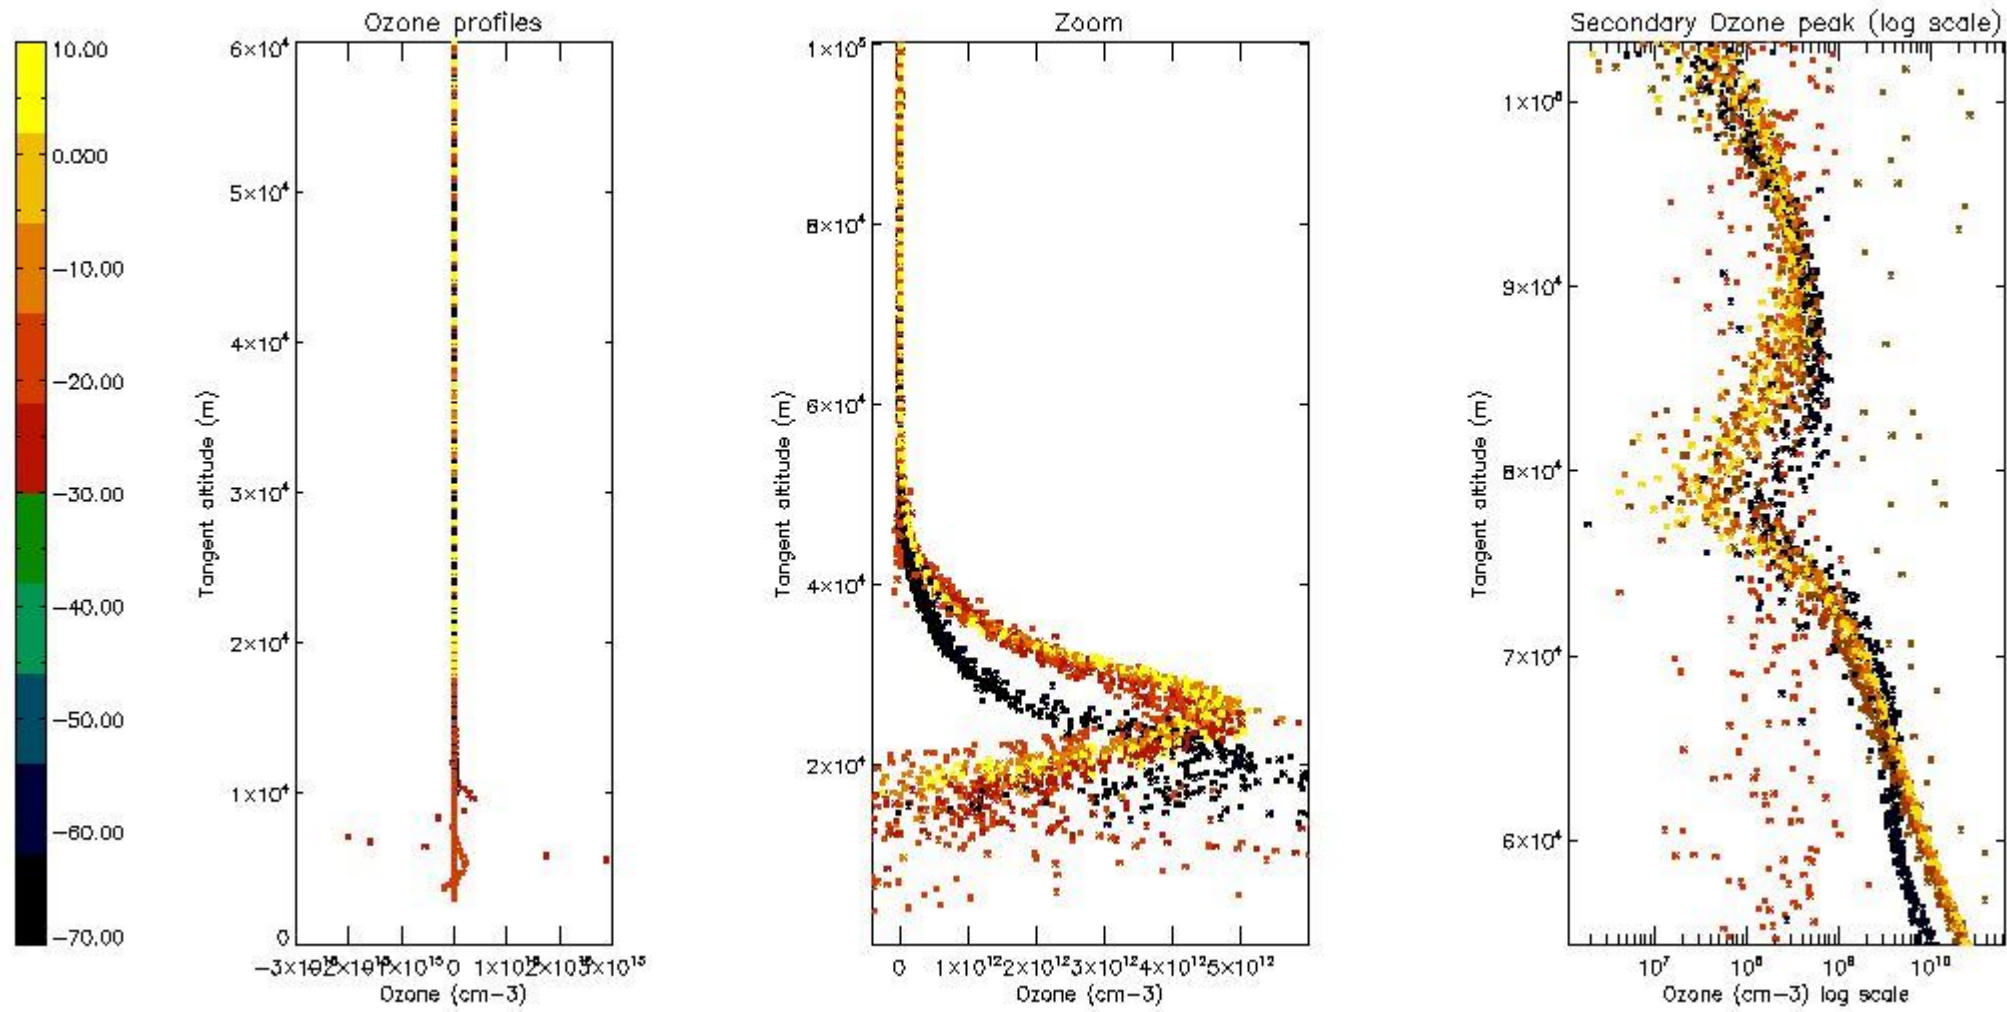 Ozone profiles
Zoom
Secondary Ozone peak (log scale)
10.00
0.000
−10.00
−20.00
−30.00
−40.00
−50.00
−60.00
−70.00
6×10⁴
5×10⁴
4×10⁴
3×10⁴
2×10⁴
1×10⁴
0
Tangent altitude (m)
0
Ozone (cm−3)
1×10⁵
8×10⁴
6×10⁴
4×10⁴
2×10⁴
Tangent altitude (m)
0 1×10¹² 2×10¹² 3×10¹² 4×10¹² 5×10¹²
Ozone (cm−3)
9×10⁴
8×10⁴
7×10⁴
6×10⁴
Tangent altitude (m)
10⁷ 10⁸ 10⁹ 10¹⁰
Ozone (cm−3) log scale